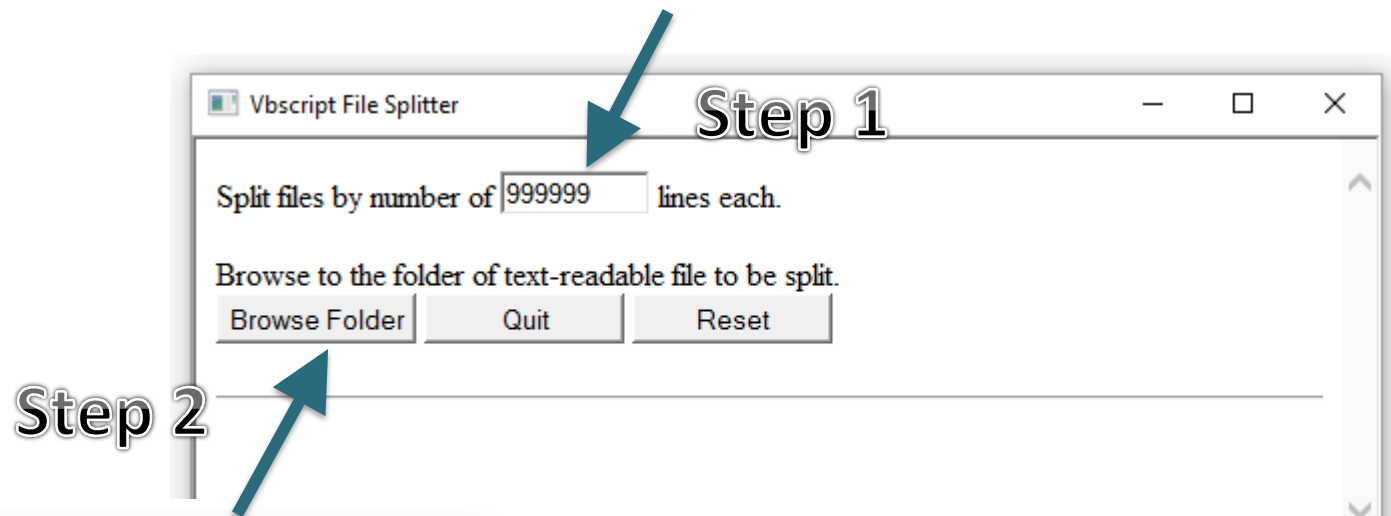 Vbscript File Splitter
Step 1
Split files by number of 999999 lines each.
Browse to the folder of text-readable file to be split.
Browse Folder Quit Reset
Step 2